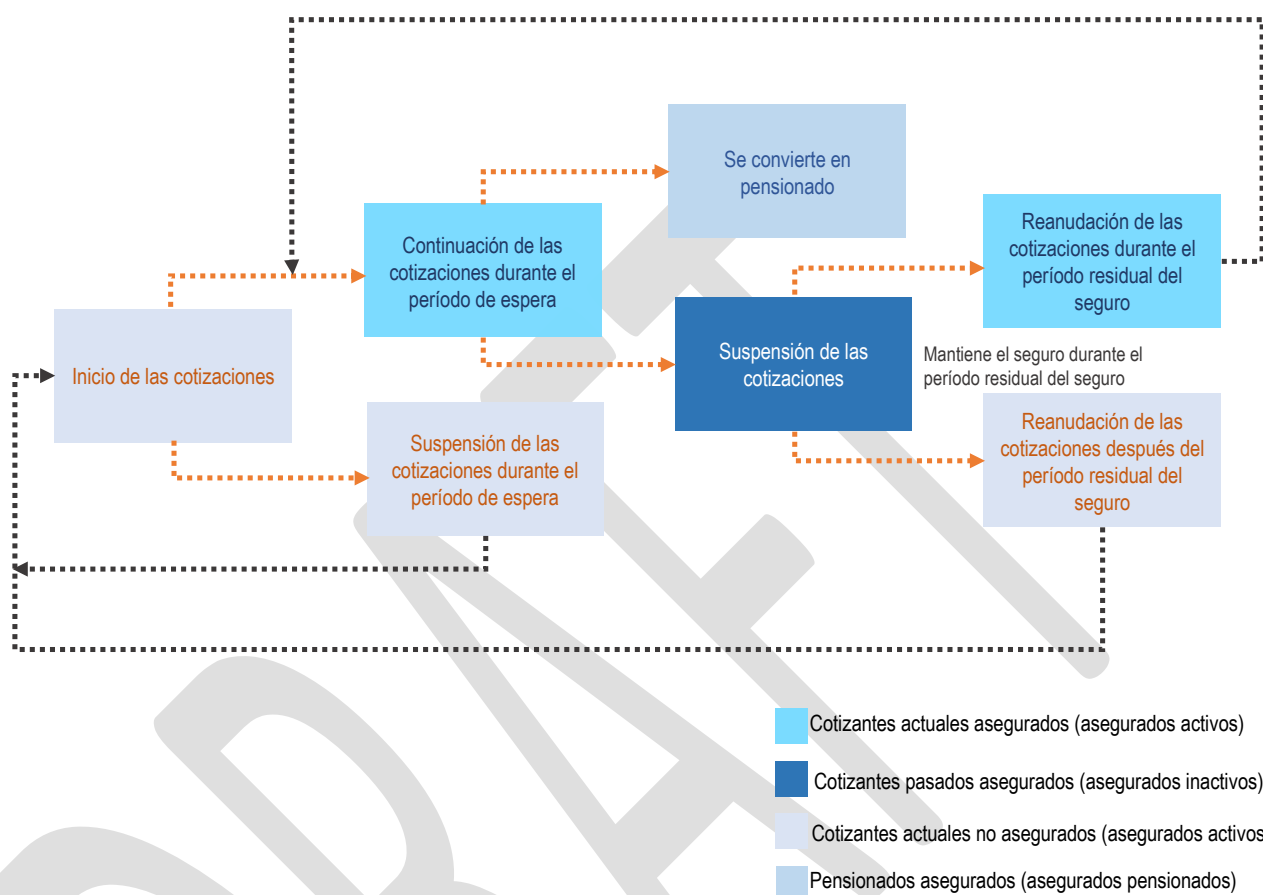 Se convierte en
pensionado
Continuación de las
cotizaciones durante el
período de espera
Reanudación de las
cotizaciones durante el
período residual del
seguro
Inicio de las cotizaciones
Suspensión de las
cotizaciones
Mantiene el seguro durante el
período residual del seguro
Suspensión de las
cotizaciones durante el
período de espera
Reanudación de las
cotizaciones después del
período residual del
seguro
Cotizantes actuales asegurados (asegurados activos)
Cotizantes pasados asegurados (asegurados inactivos)
Cotizantes actuales no asegurados (asegurados activos
Pensionados asegurados (asegurados pensionados)
DRAFT